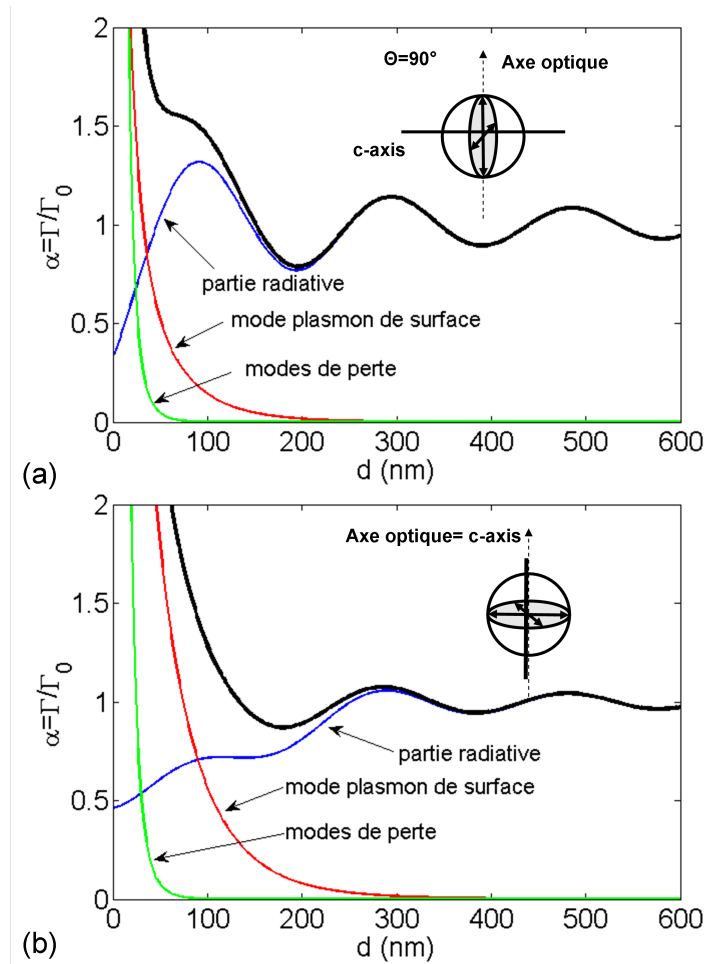 2
1.5
1
0.5
0
α=Γ/Γ0
Θ=90°
Axe optique
c-axis
partie radiative
mode plasmon de surface
modes de perte
0 100 200 300 400 500 600
d (nm)
(a)
2
1.5
1
0.5
0
α=Γ/Γ0
Axe optique= c-axis
partie radiative
mode plasmon de surface
modes de perte
0 100 200 300 400 500 600
d (nm)
(b)